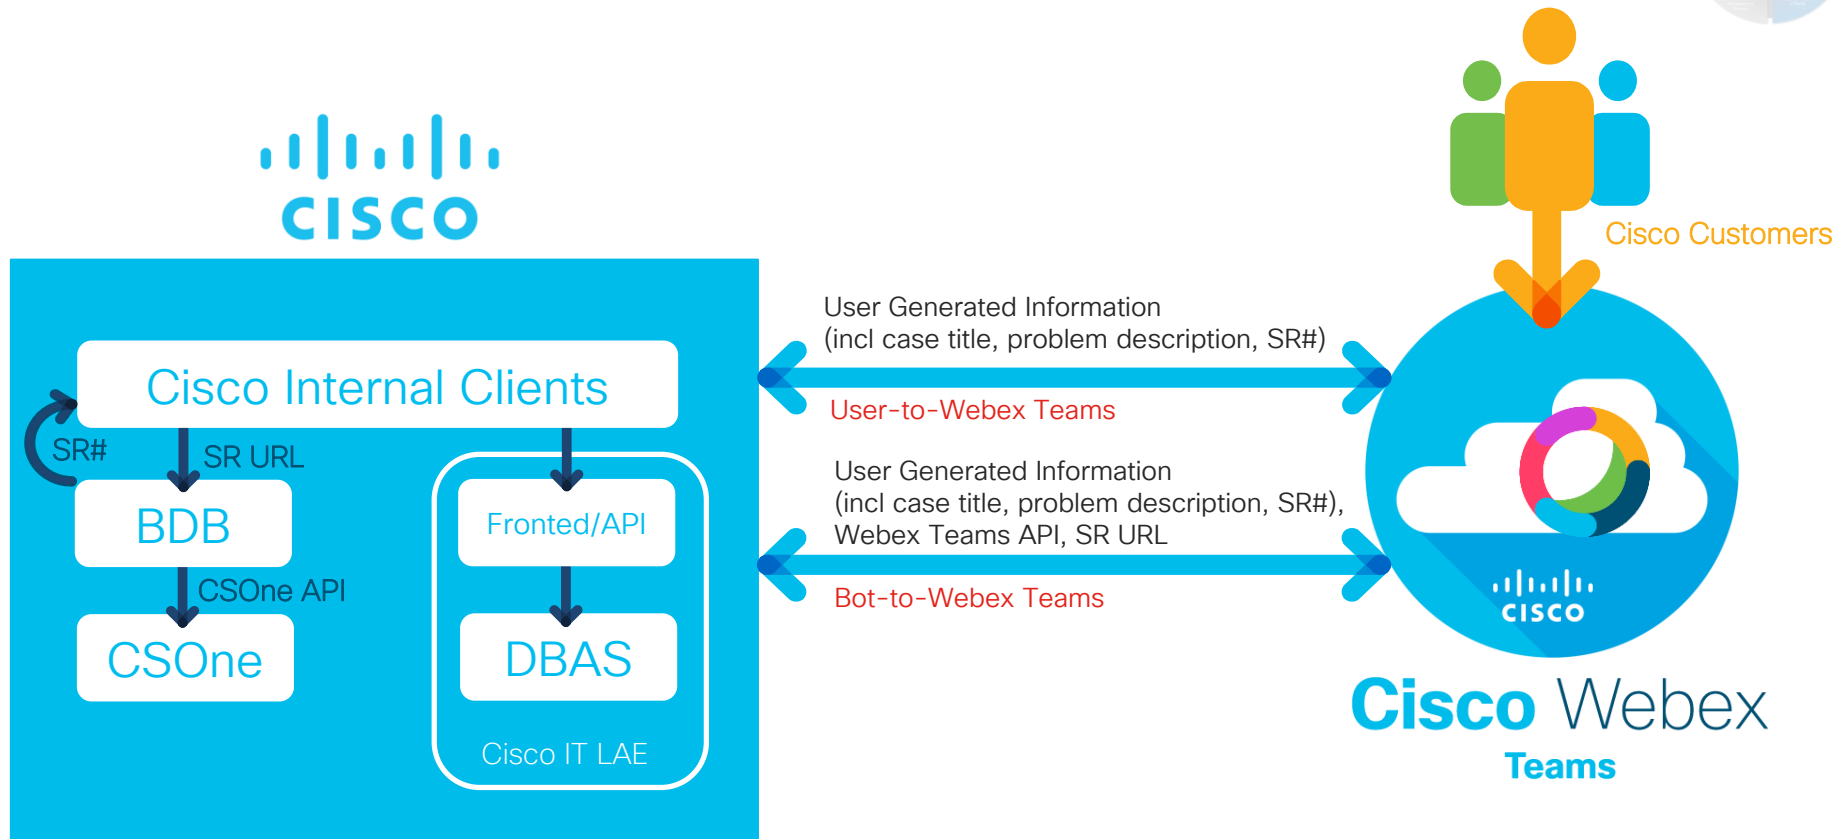 CISCO
Cisco Customers
User Generated Information
(incl case title, problem description, SR#)
User-to-Webex Teams
Cisco Internal Clients
SR#
SR URL
BDB
Fronted/API
CSOne API
CSOne
DBAS
Cisco IT LAE
User Generated Information
(incl case title, problem description, SR#),
Webex Teams API, SR URL
Bot-to-Webex Teams
CISCO
Cisco Webex
Teams